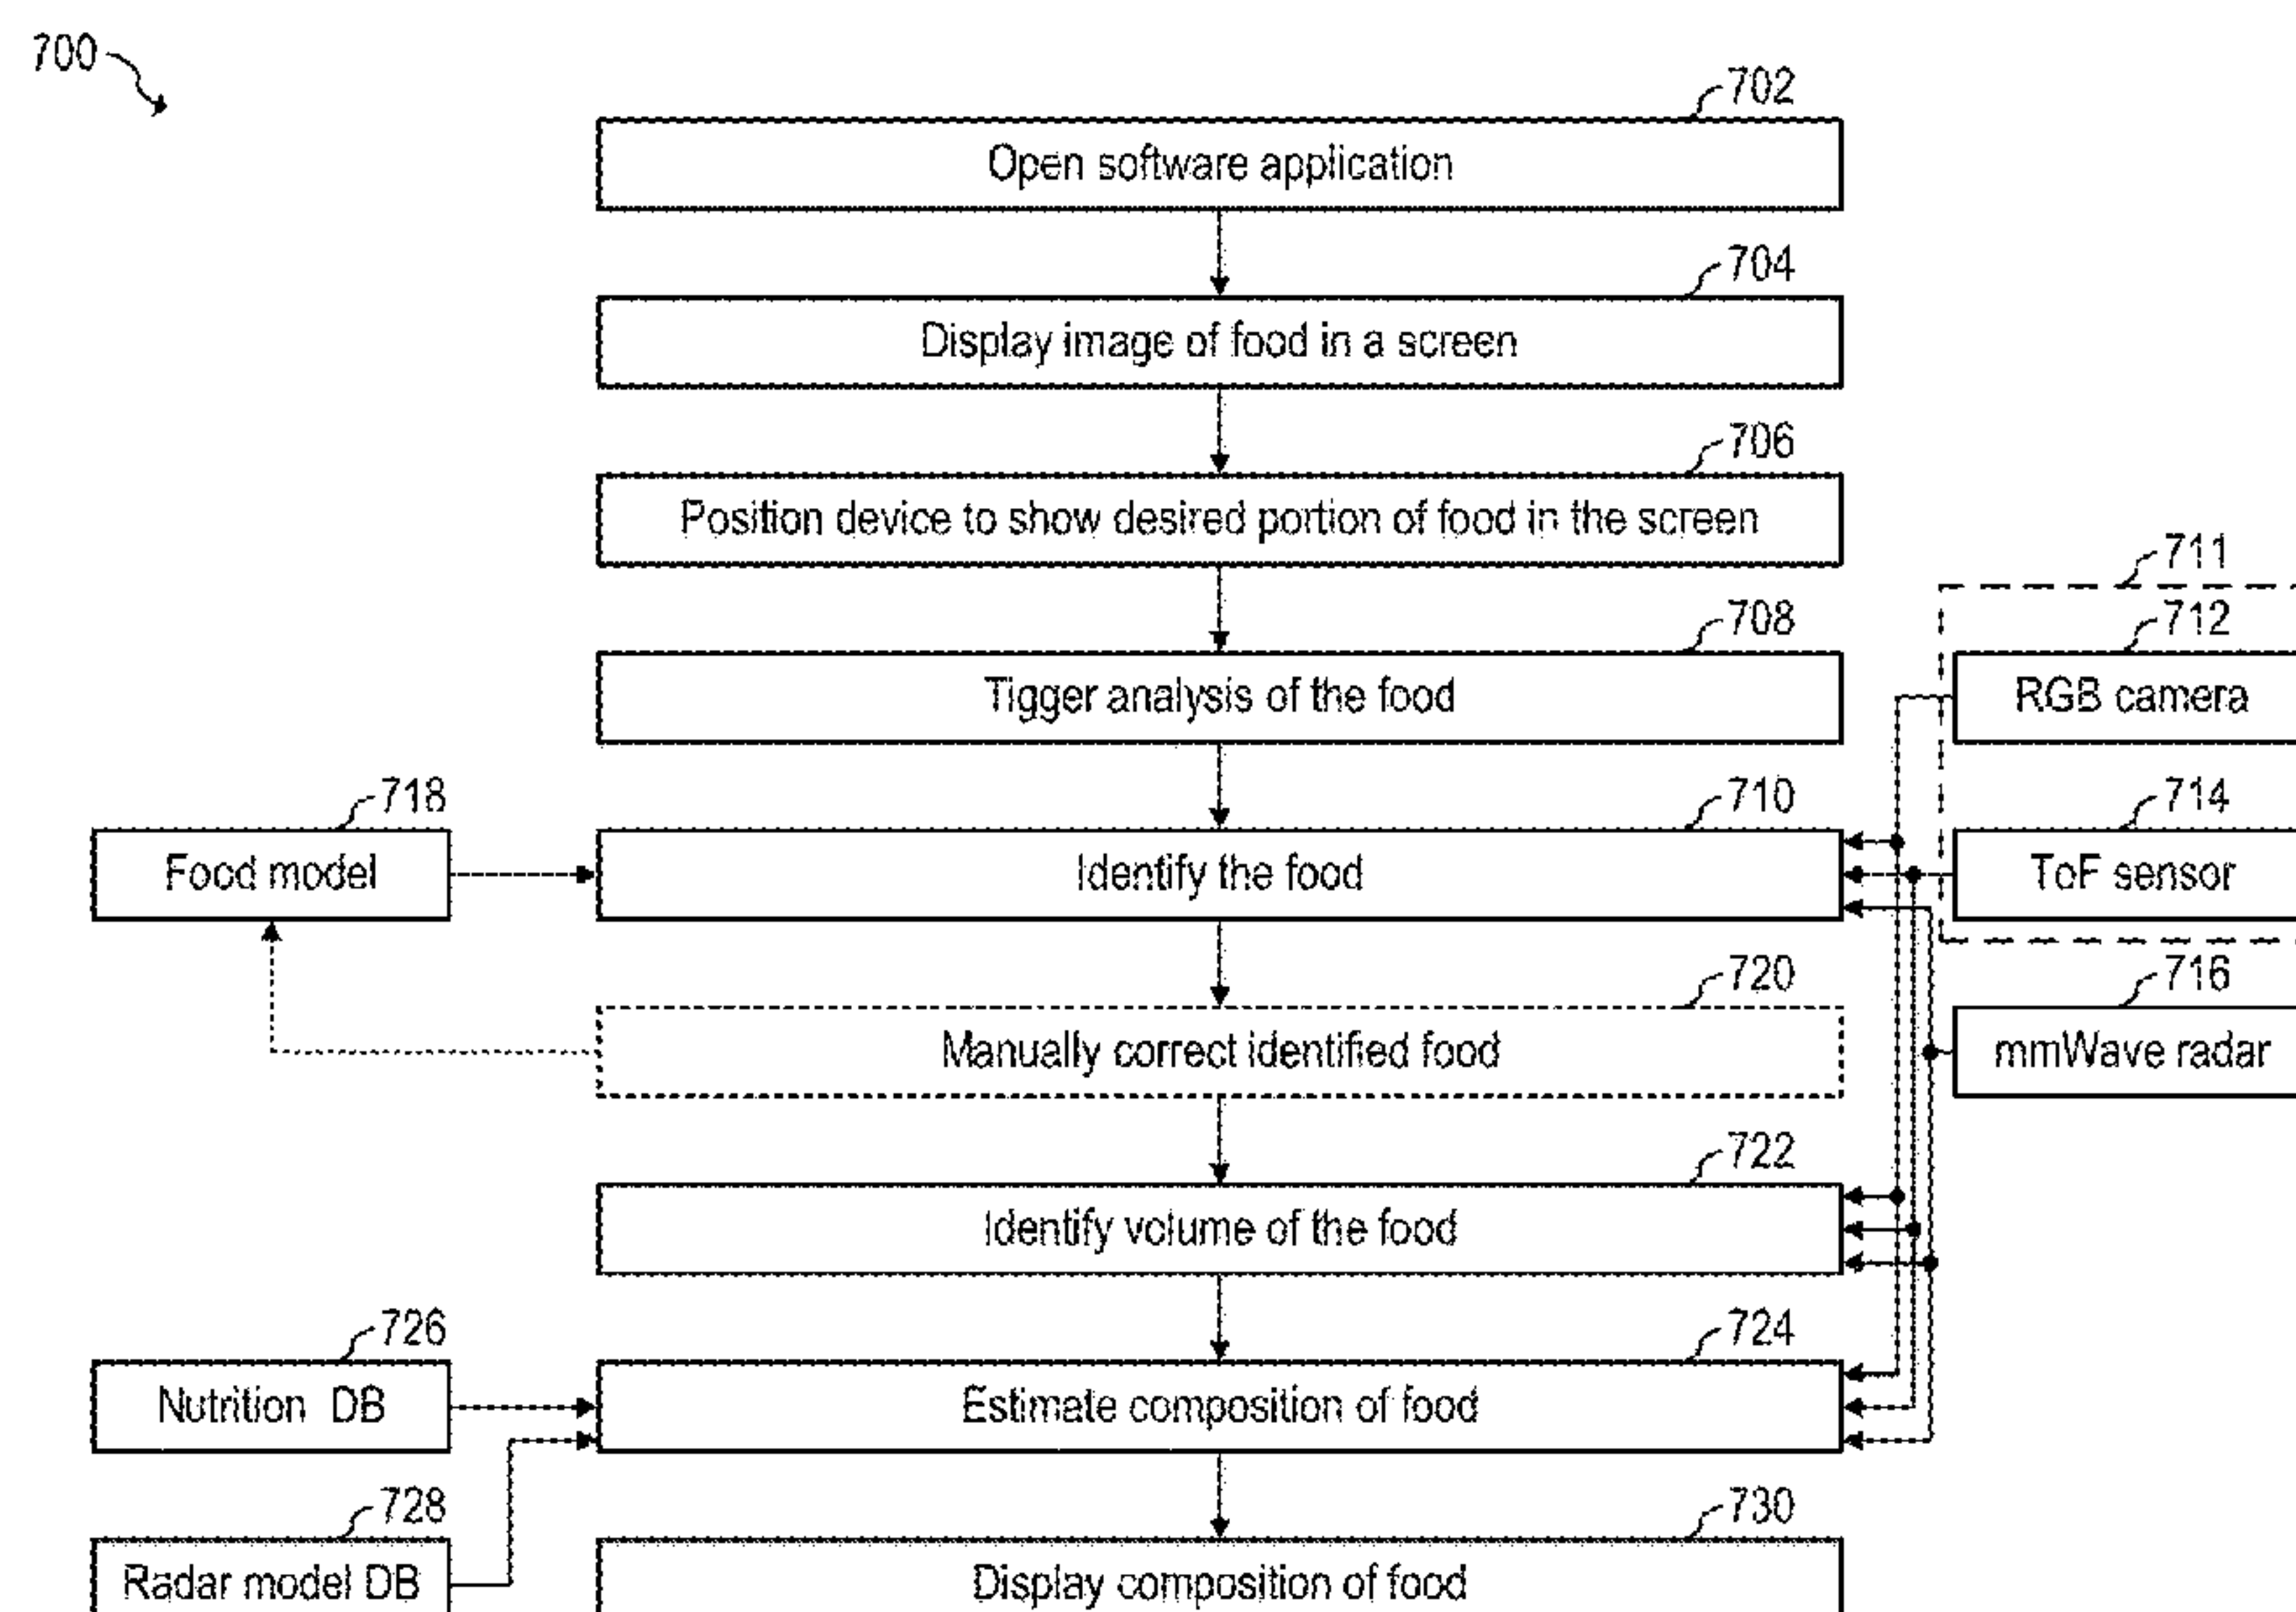 700
702
Open software application
704
Display image of food in a screen
706
Position device to show desired portion of food in the screen
711
708
712
Tigger analysis of the food
RGB camera
718
710
714
Food model
Identify the food
ToF sensor
720
716
Manually correct identified food
mmWave radar
722
Identify volume of the food
726
724
Nutrition DB
Estimate composition of food
728
730
Radar model DB
Display composition of food